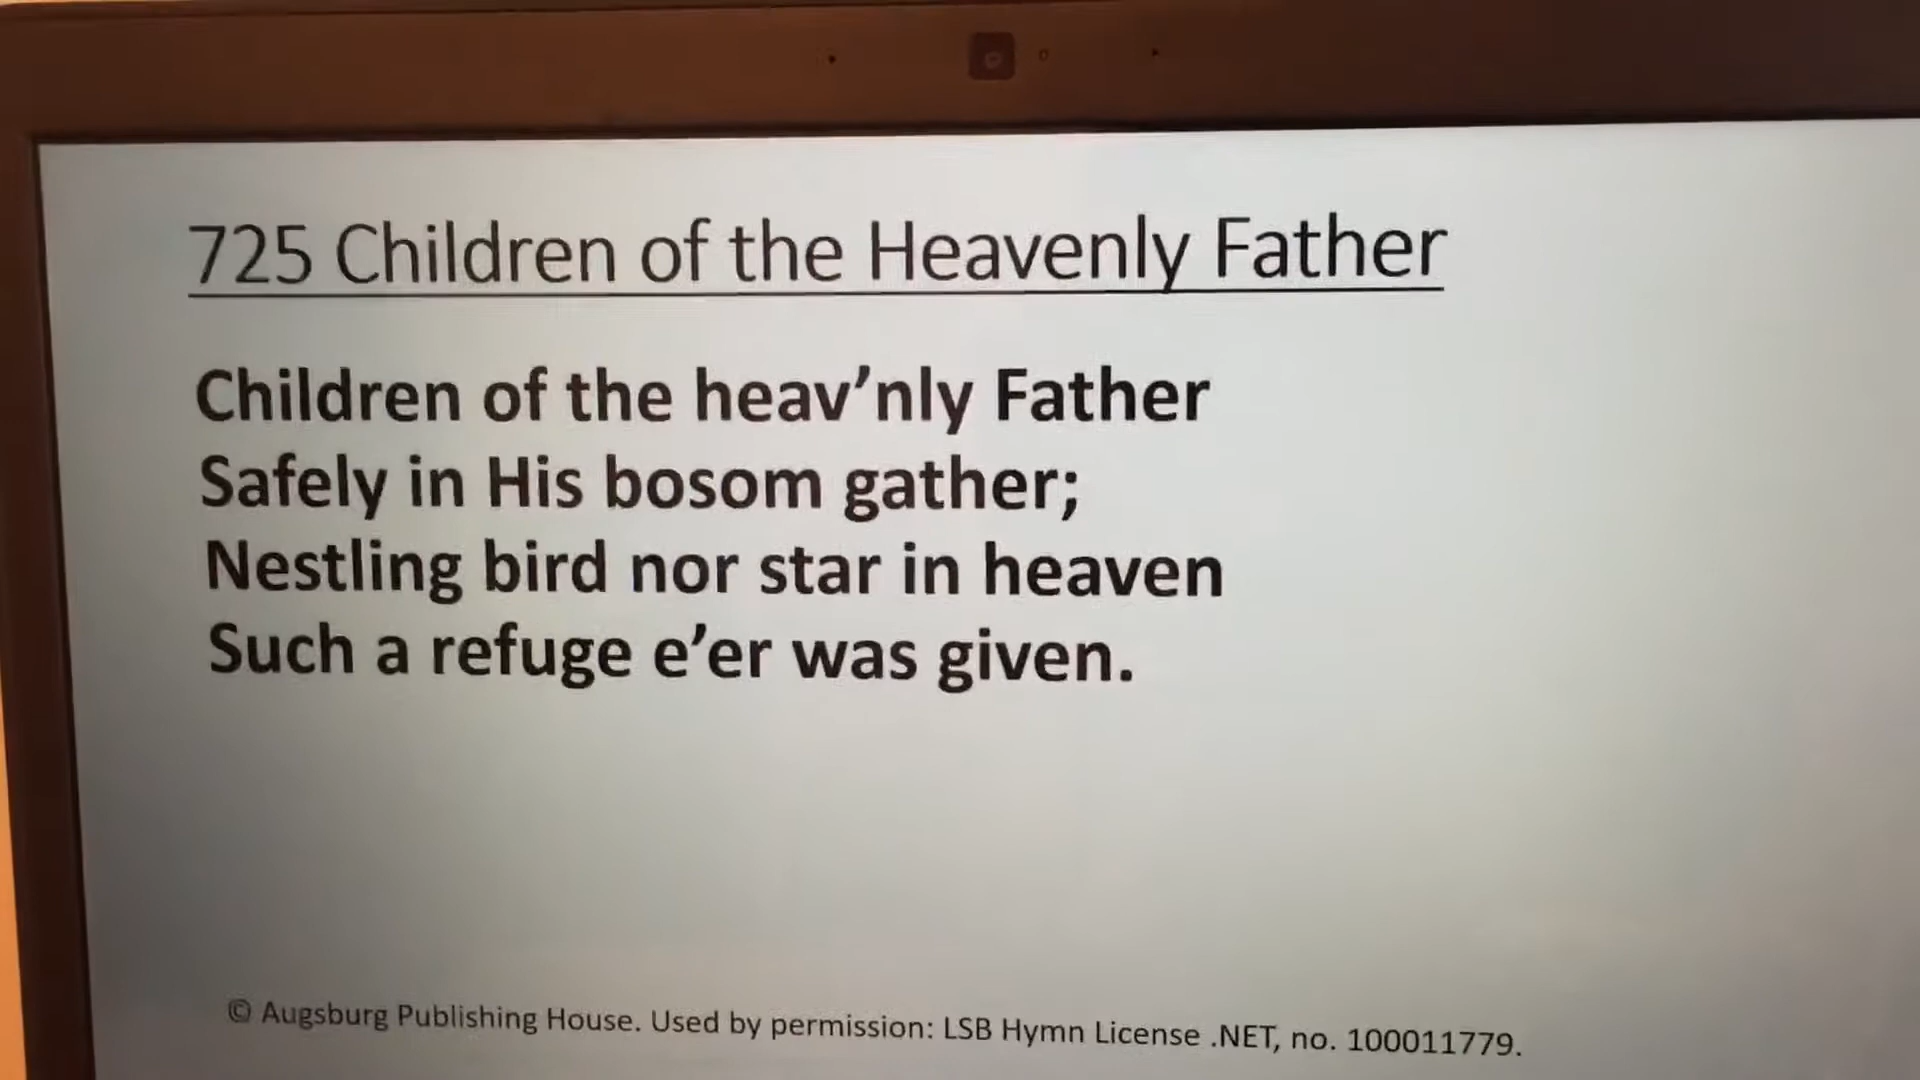 725 Children of the Heavenly Father
Children of the heav’nly Father
Safely in His bosom gather;
Nestling bird nor star in heaven
Such a refuge e’er was given.
© Augsburg Publishing House. Used by permission: LSB Hymn License .NET, no. 100011779.